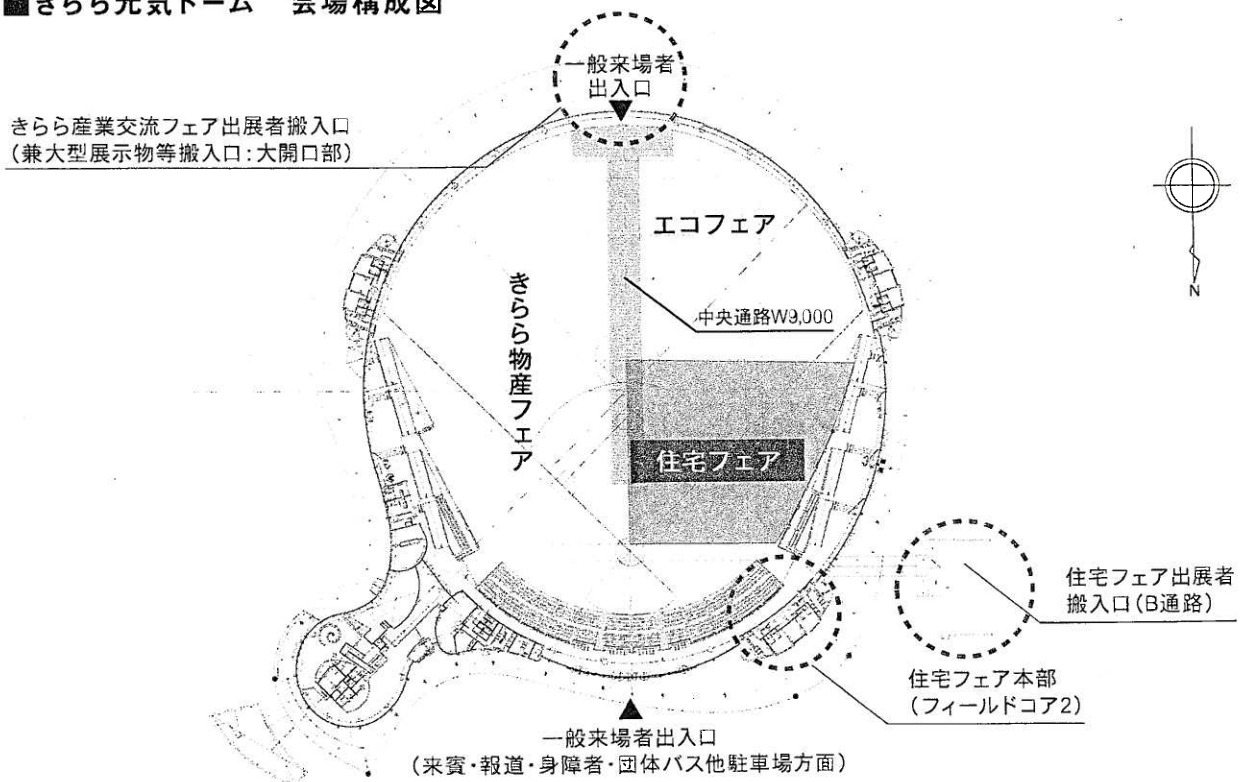 ■きらら元気ドーム 会場構成図
一般来場者
出入口
きらら産業交流フェア出展者搬入口
(兼大型展示物等搬入口:大開口部)
エコフェア
きらら物産フェア
中央通路W9,000
N
住宅フェア
住宅フェア出展者
搬入口(B通路)
住宅フェア本部
(フィールドコア2)
一般来場者出入口
(来賓・報道・身障者・団体バス他駐車場方面)